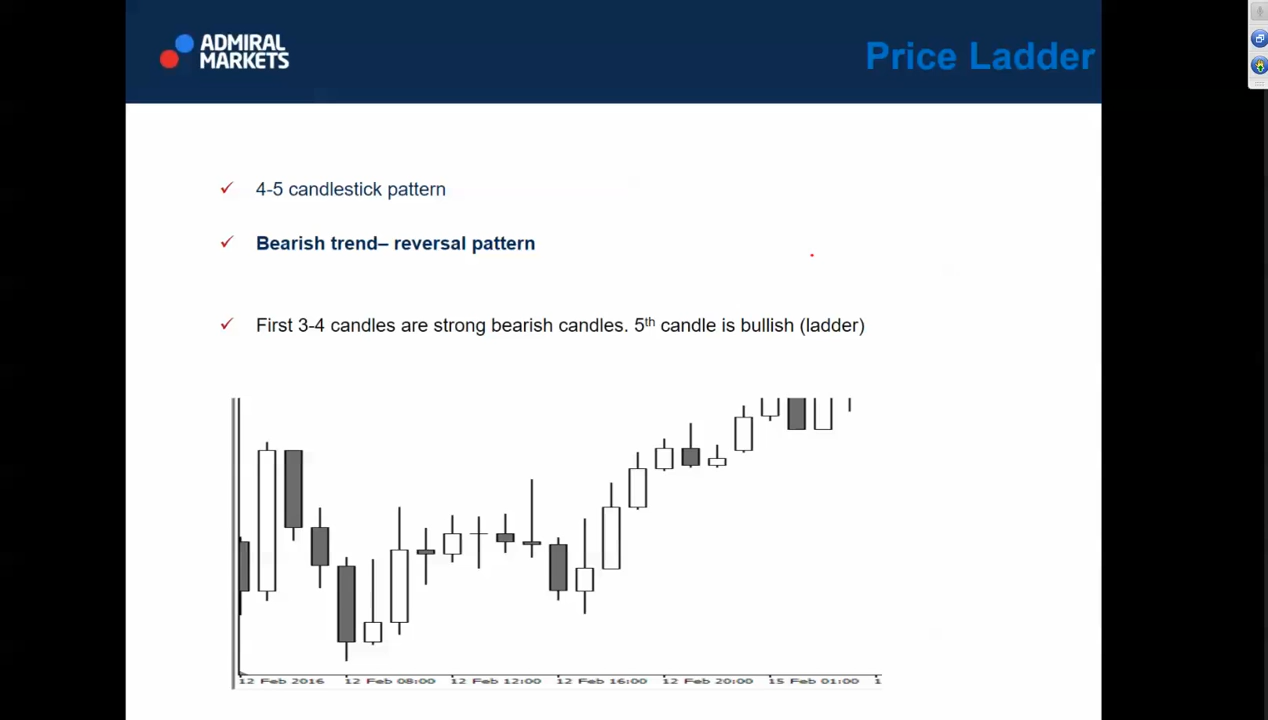 ADMIRAL
MARKETS
Price Ladder
4-5 candlestick pattern
Bearish trend– reversal pattern
First 3-4 candles are strong bearish candles. 5th candle is bullish (ladder)
12 Feb 2016 12 Feb 08:00 12 Feb 12:00 12 Feb 16:00 12 Feb 20:00 15 Feb 01:00 1